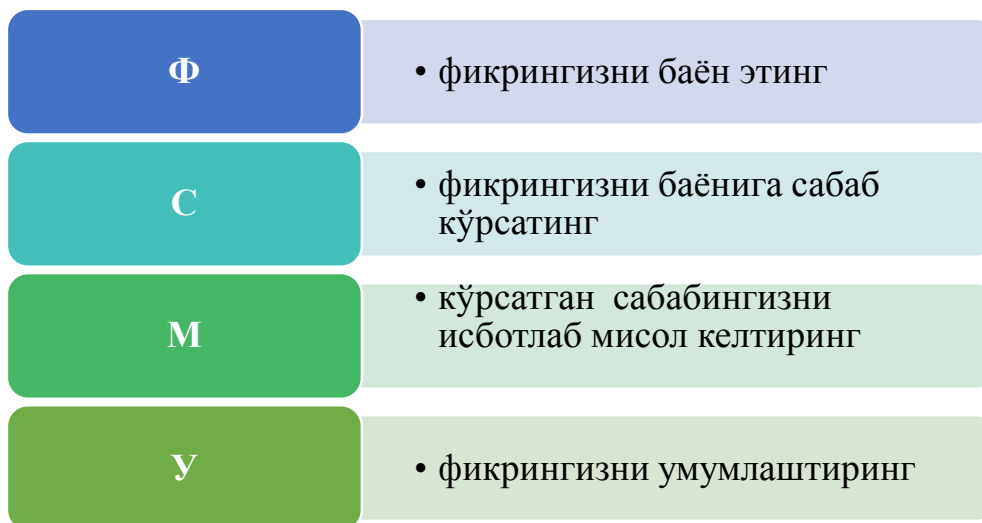 Ф
• фикрингизни баён этинг
С
• фикрингизни баёнига сабаб
кўрсатинг
М
• кўрсатган сабабингизни
исботлаб мисол келтиринг
У
• фикрингизни умумлаштиринг